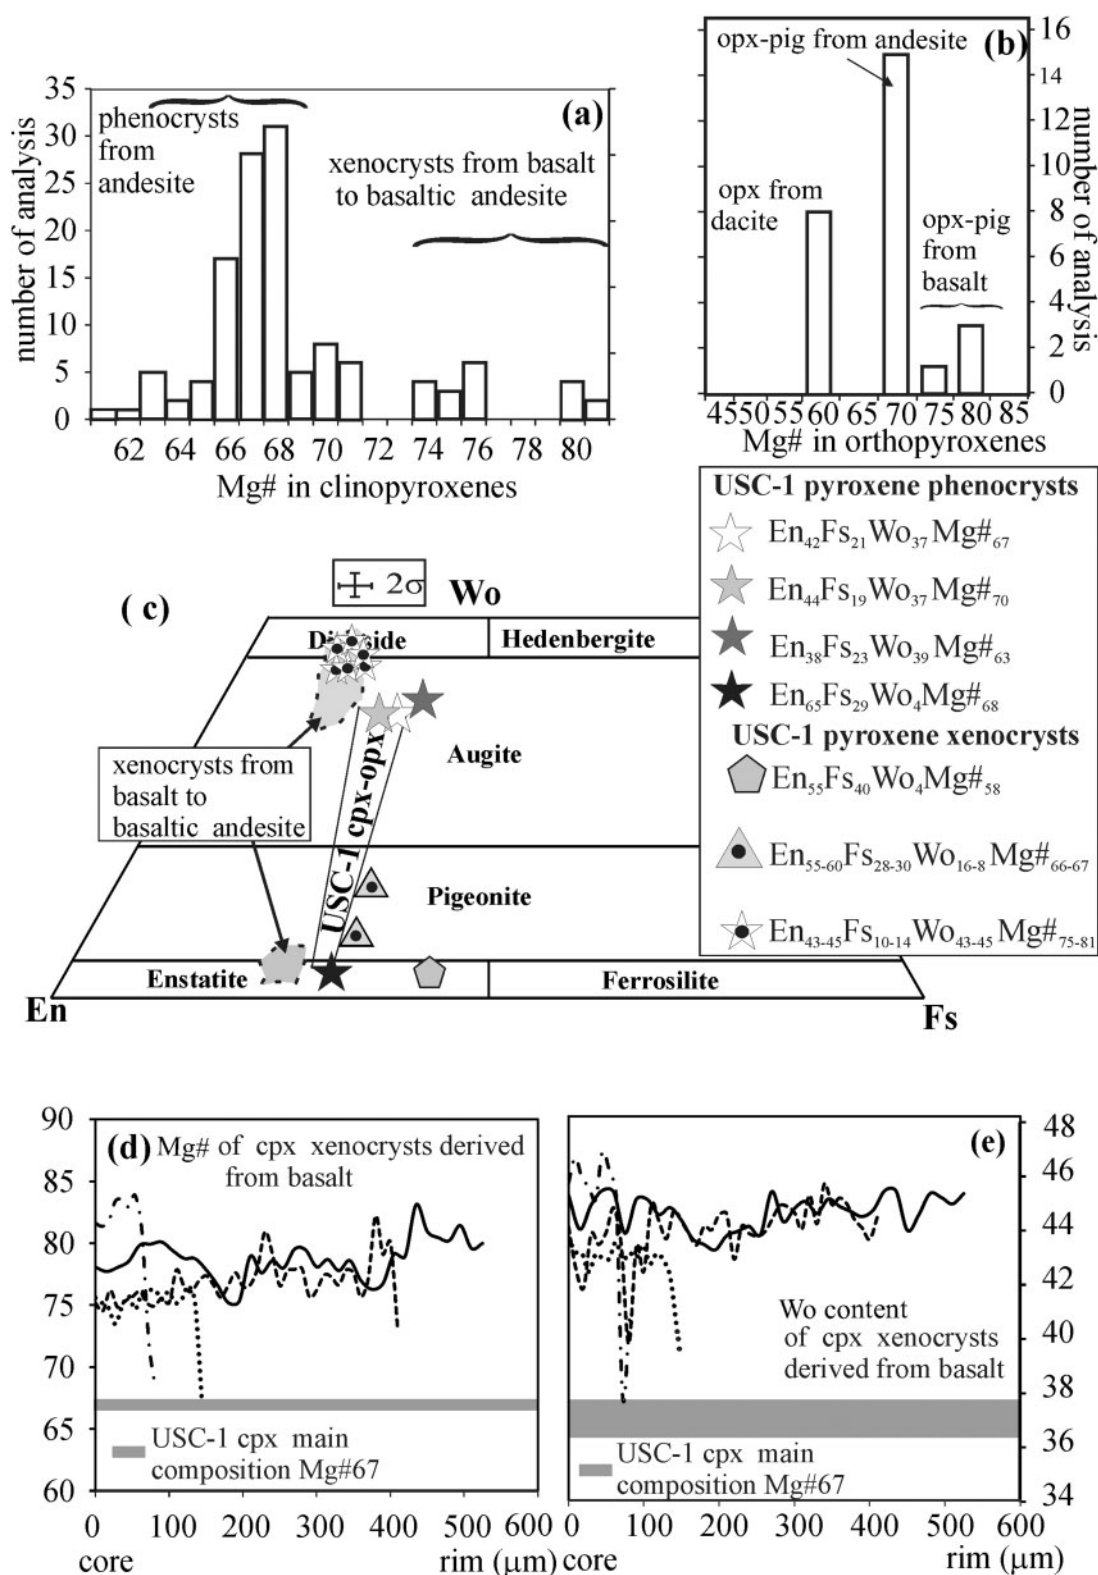 (a)
number of analysis
35
30
25
20
15
10
5
0
phenocrysts
from
andesite
xenocrysts from basalt
to basaltic andesite
62 64 66 68 70 72 74 76 78 80
Mg# in clinopyroxenes
(b)
opx-pig from andesite
opx from
dacite
opx-pig
from
basalt
16
14
12
10
8
6
4
2
0
number of analysis
45 50 55 60 65 70 75 80 85
Mg# in orthopyroxenes
(c)
2σ
Wo
Diopside
Hedenbergite
Augite
xenocrysts from
basalt to
basaltic andesite
USC-1 cpx-opx
Pigeonite
Enstatite
Ferrosilite
En
Fs
USC-1 pyroxene phenocrysts
En42Fs21Wo37Mg#67
En44Fs19Wo37Mg#70
En38Fs23Wo39Mg#63
En65Fs29Wo4Mg#68
USC-1 pyroxene xenocrysts
En55Fs40Wo4Mg#58
En55-60Fs28-30Wo16-8Mg#66-67
En43-45Fs10-14Wo43-45Mg#75-81
90
85
80
75
70
65
60
(d) Mg# of cpx xenocrysts derived
from basalt
USC-1 cpx main
composition Mg#67
0 100 200 300 400 500 600
core rim (μm)
(e)
48
46
44
42
40
38
36
34
Wo content
of cpx xenocrysts
derived from basalt
USC-1 cpx main
composition Mg#67
0 100 200 300 400 500 600
core rim (μm)